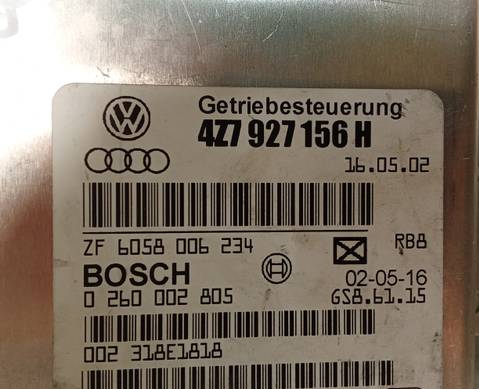 Getriebesteuerung
4Z7 927 156 H
16.05.02
ZF 6058 006 234
RB8
BOSCH
02-05-16
0 260 002 805
GS8.61.15
002 318E1818